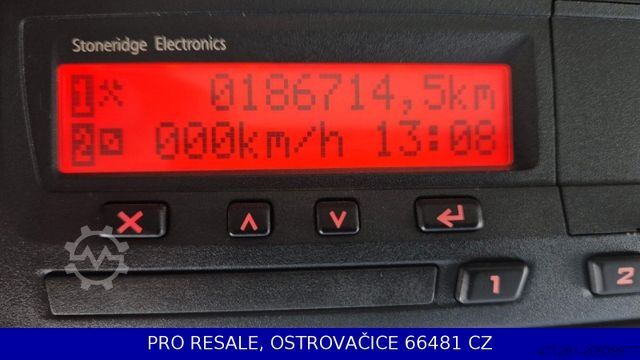 Stoneridge Electronics
1 0186714,5km
2 000km/h 13:08
1
2
PRO RESALE, OSTROVAČICE 66481 CZ